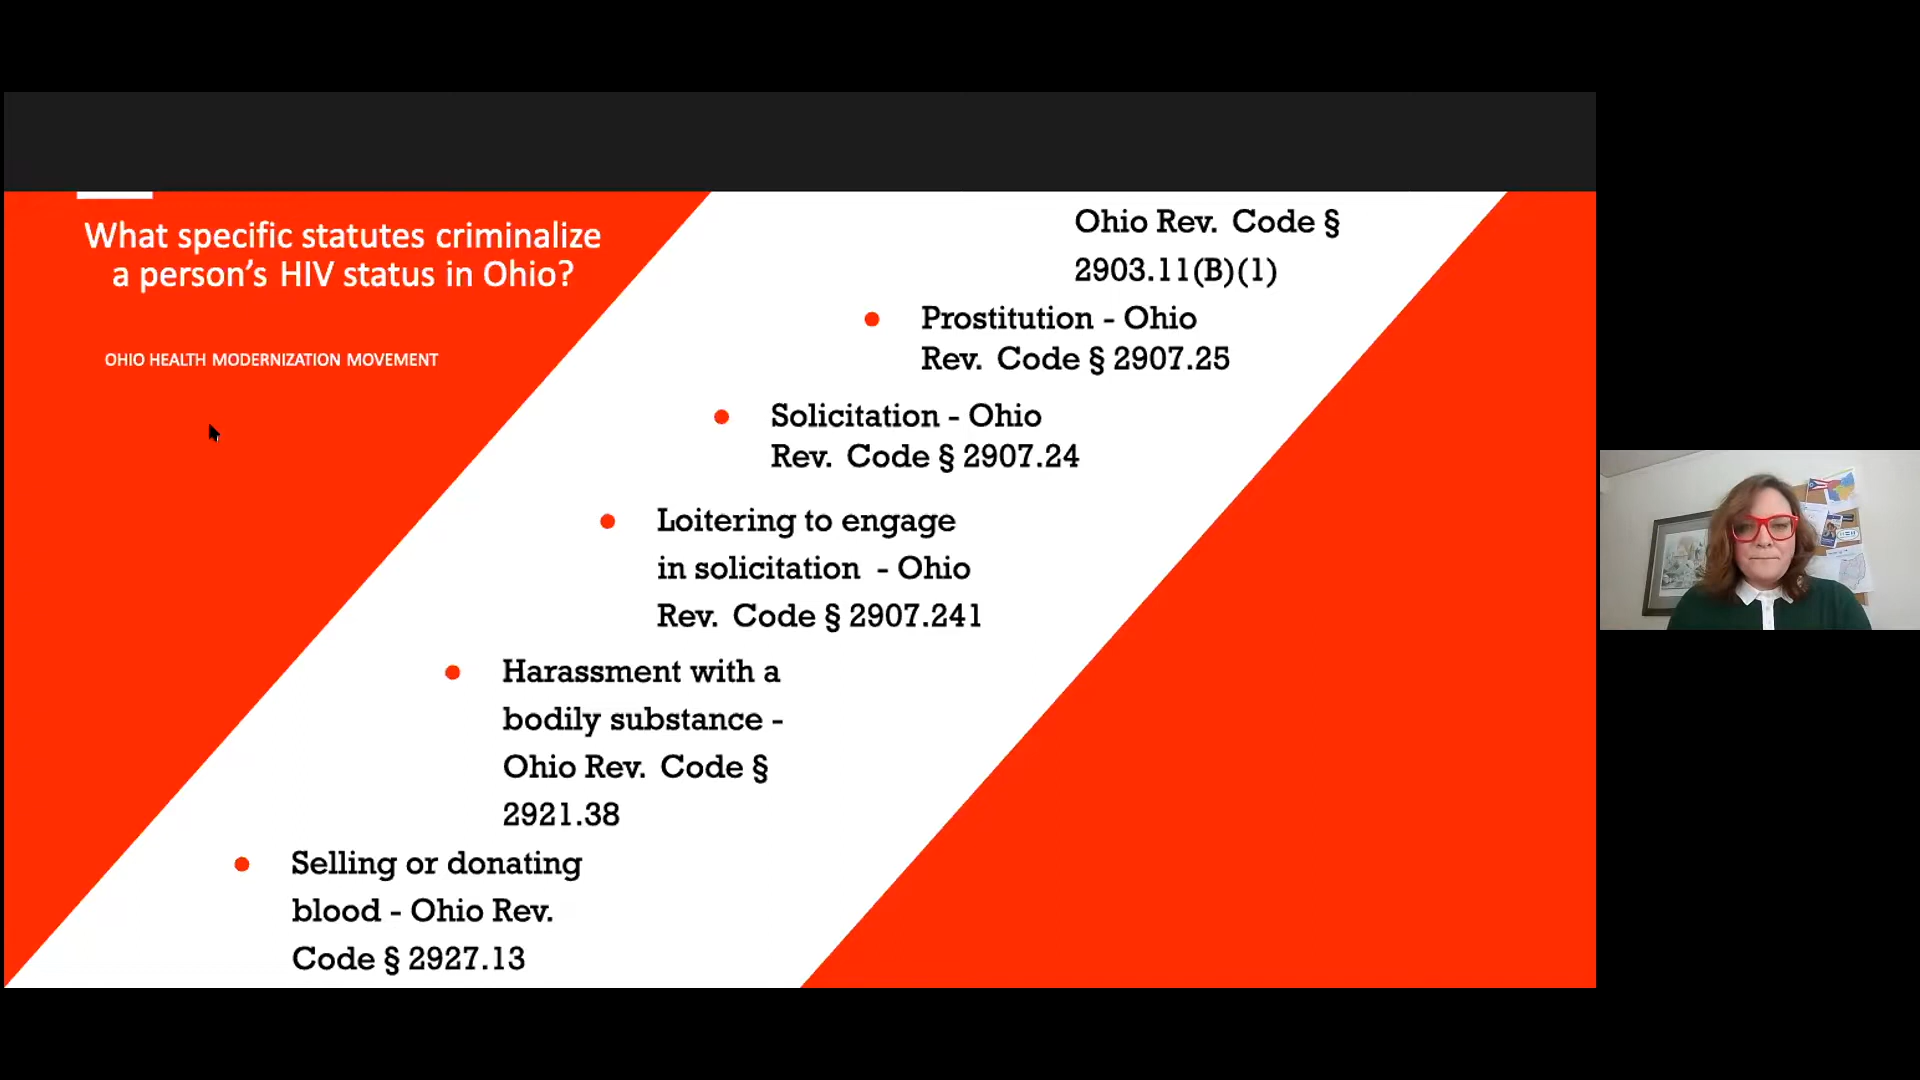 What specific statutes criminalize
a person's HIV status in Ohio?
OHIO HEALTH MODERNIZATION MOVEMENT
Ohio Rev. Code §
2903.11(B)(1)
Prostitution - Ohio
Rev. Code § 2907.25
Solicitation - Ohio
Rev. Code § 2907.24
Loitering to engage
in solicitation - Ohio
Rev. Code § 2907.241
Harassment with a
bodily substance -
Ohio Rev. Code §
2921.38
Selling or donating
blood - Ohio Rev.
Code § 2927.13